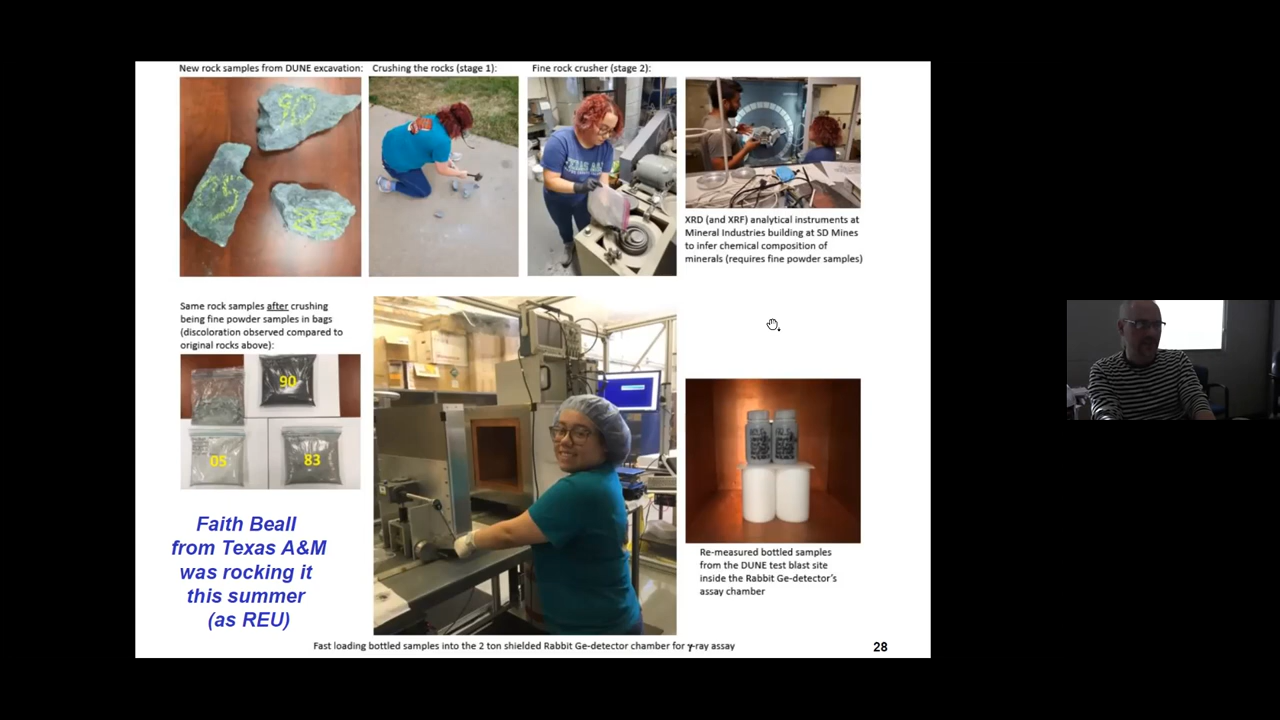 New rock samples from DUNE excavation:
Crushing the rocks (stage 1):
Fine rock crusher (stage 2):
90
TEXAS A&M
XRD (and XRF) analytical instruments at
Mineral Industries building at SD Mines
to infer chemical composition of
minerals (requires fine powder samples)
Same rock samples after crushing
being fine powder samples in bags
(discoloration observed compared to
original rocks above):
90
05
83
Faith Beall
from Texas A&M
was rocking it
this summer
(as REU)
Re-measured bottled samples
from the DUNE test blast site
inside the Rabbit Ge-detector's
assay chamber
Fast loading bottled samples into the 2 ton shielded Rabbit Ge-detector chamber for γ-ray assay
28